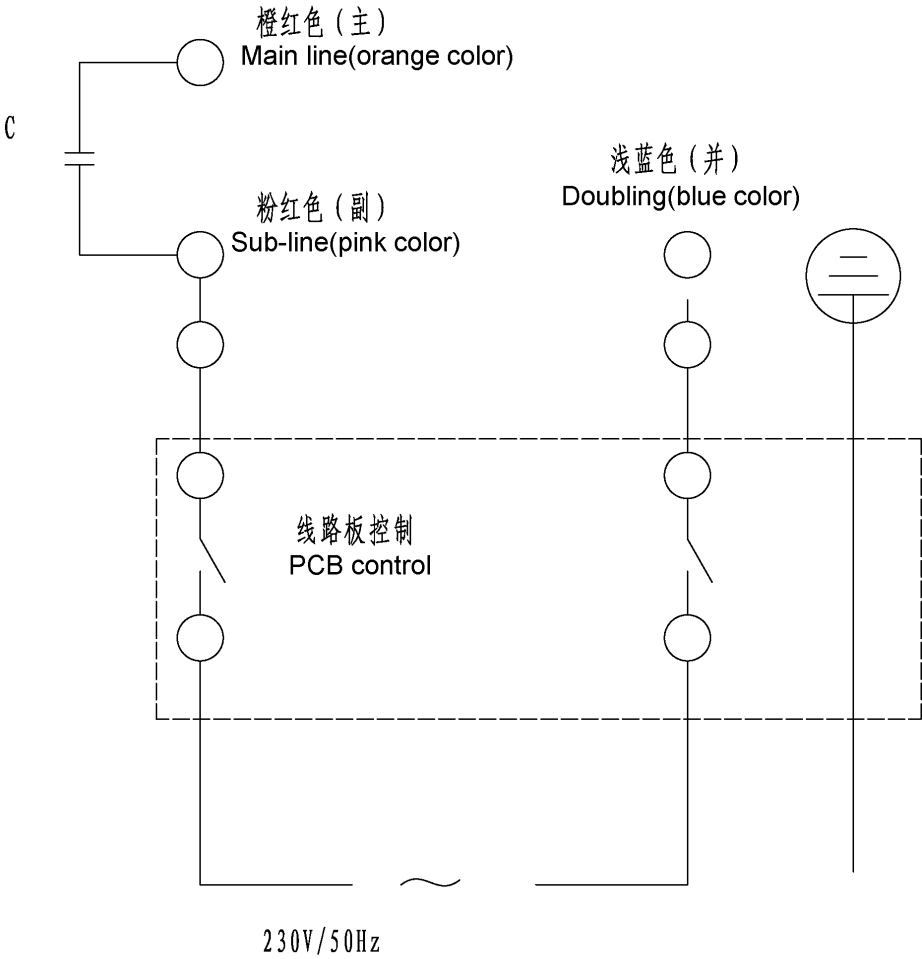 橙红色（主）
Main line(orange color)
C
浅蓝色（并）
Doubling(blue color)
粉红色（副）
Sub-line(pink color)
线路板控制
PCB control
230V/50Hz